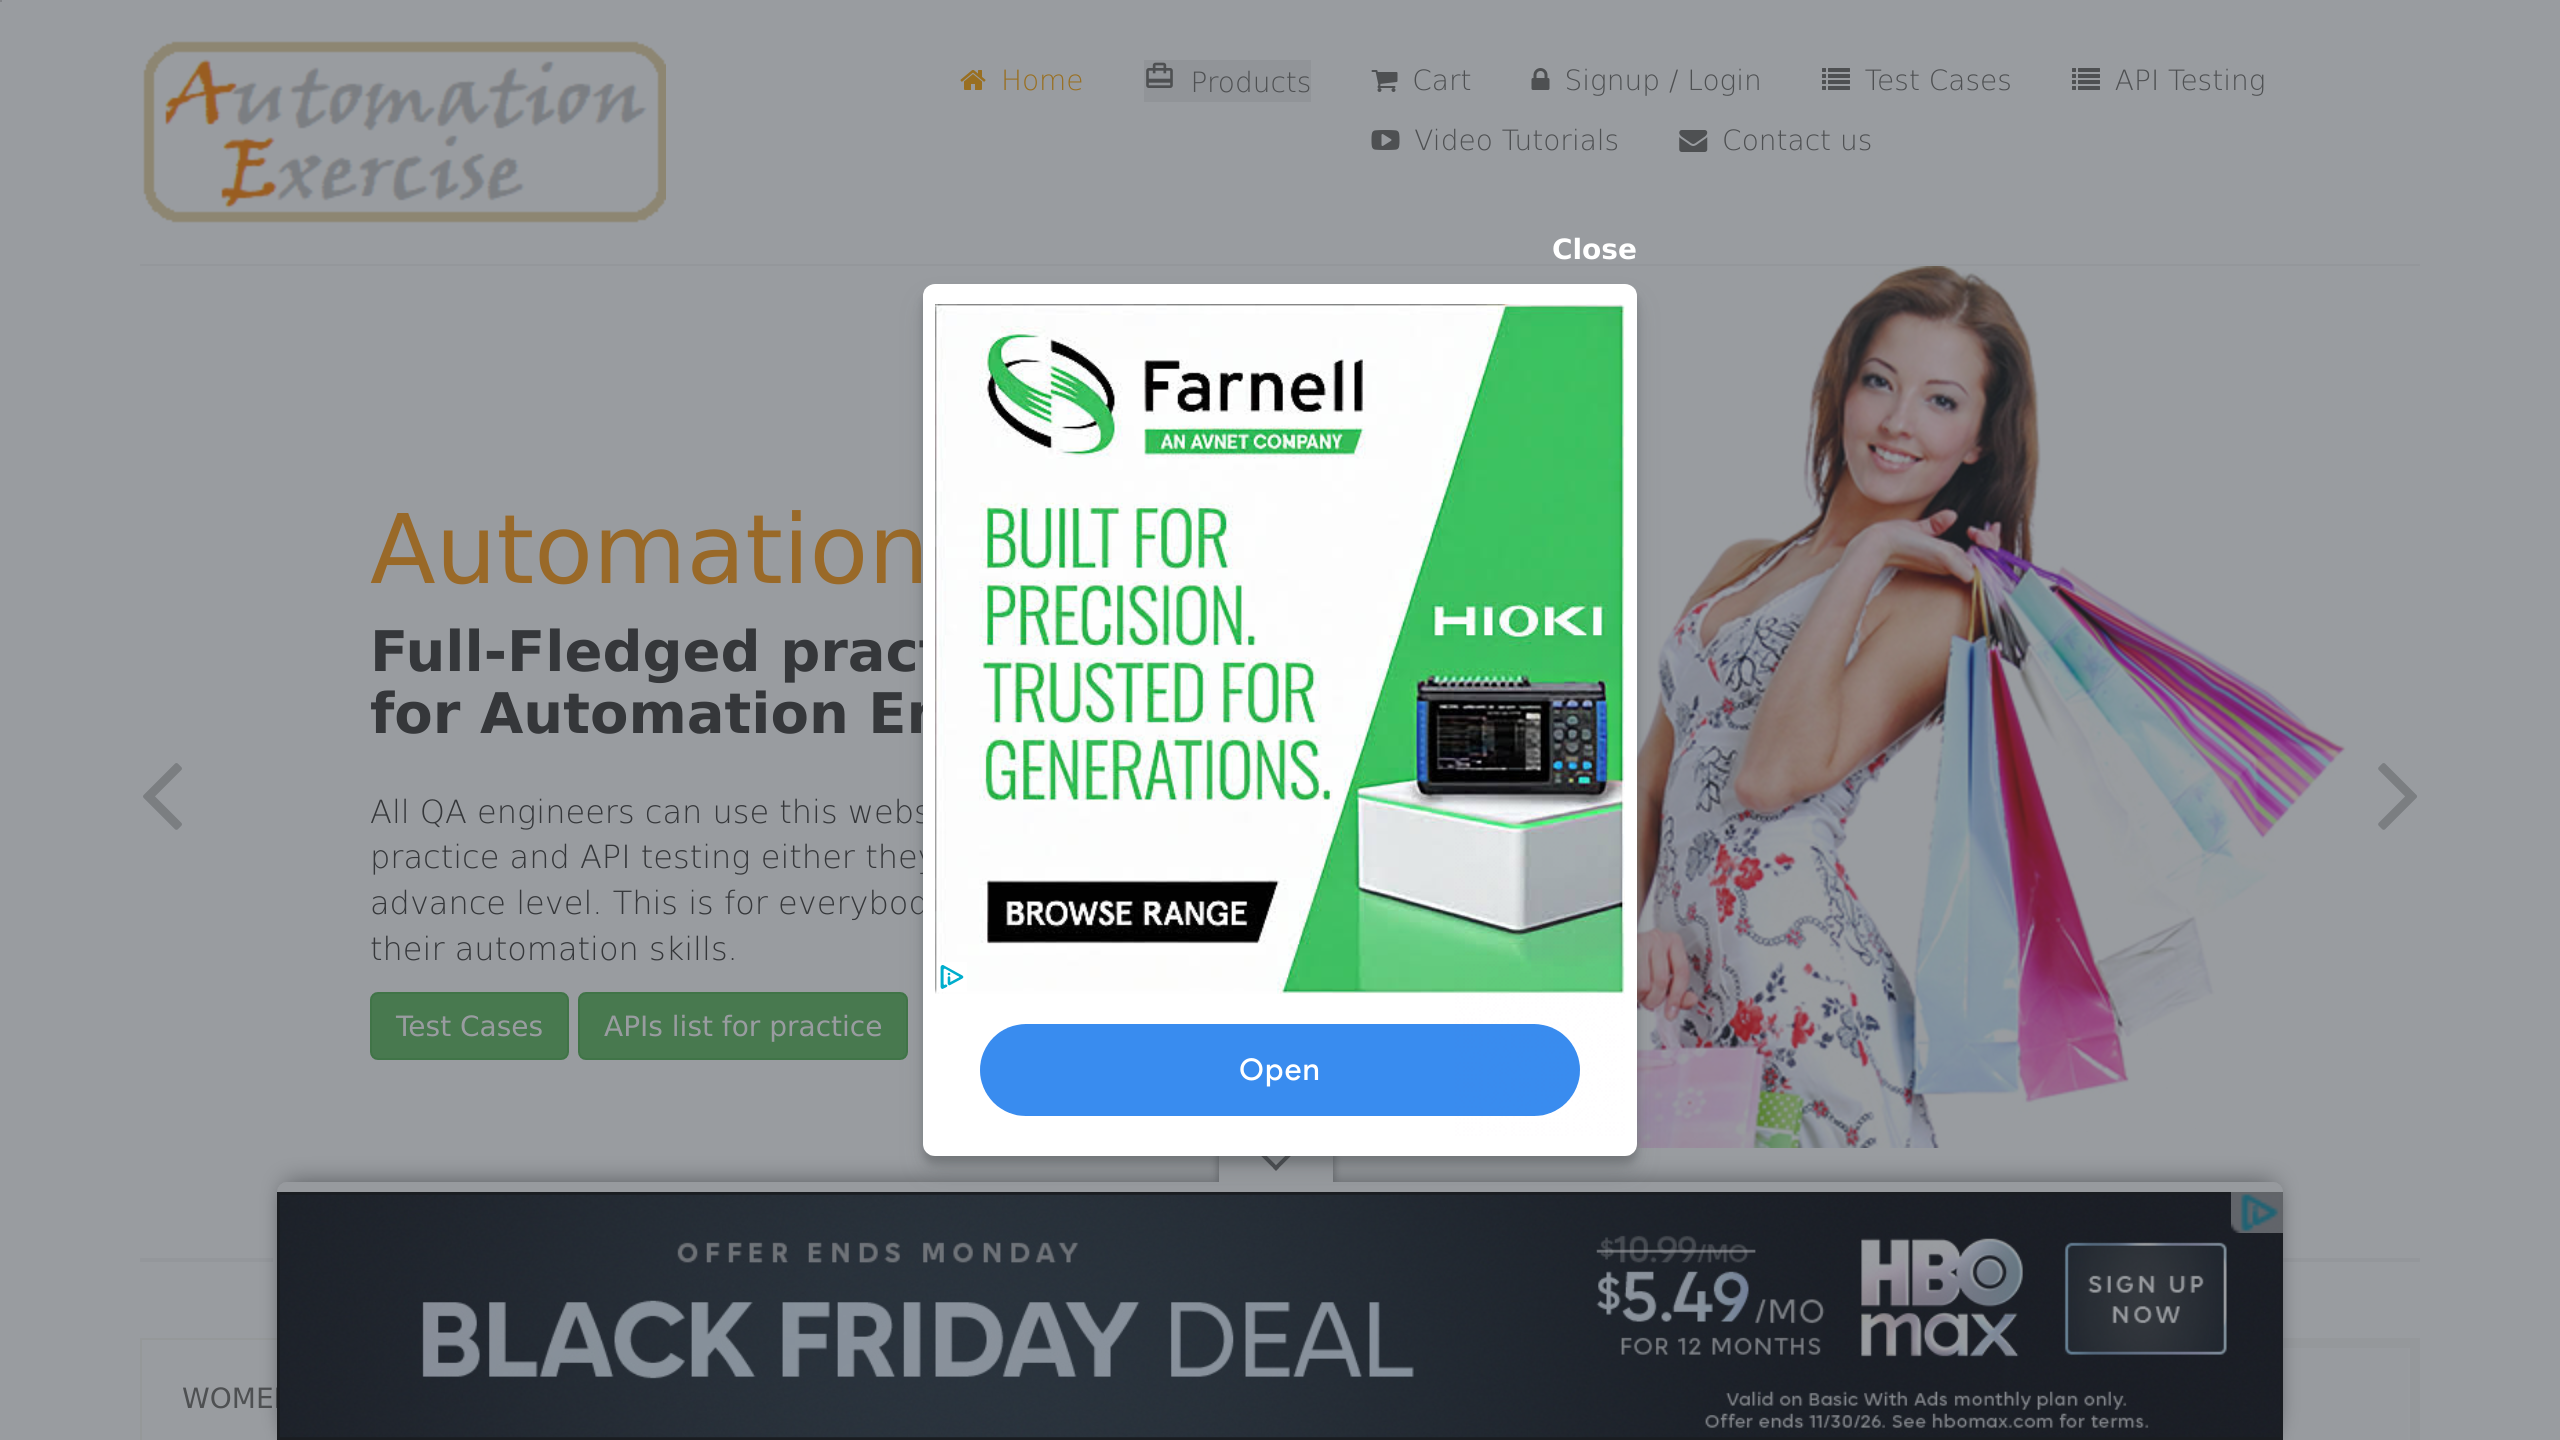 Automation
Exercise
Home
Products
Cart
Signup / Login
Test Cases
API Testing
Video Tutorials
Contact us
Close
Farnell
AN AVNET COMPANY
BUILT FOR
PRECISION.
TRUSTED FOR
GENERATIONS.
HIOKI
BROWSE RANGE
Open
Automation
Full-Fledged
for Automation
All QA engineers can use this
practice and API testing either
advance level. This is for
their automation skills.
Test Cases
APIs list for practice
OFFER ENDS MONDAY
BLACK FRIDAY DEAL
$10.99/MO
$5.49/MO
FOR 12 MONTHS
HBO
max
SIGN UP
NOW
Valid on Basic With Ads monthly plan only.
Offer ends 11/30/26. See hbomax.com for terms.